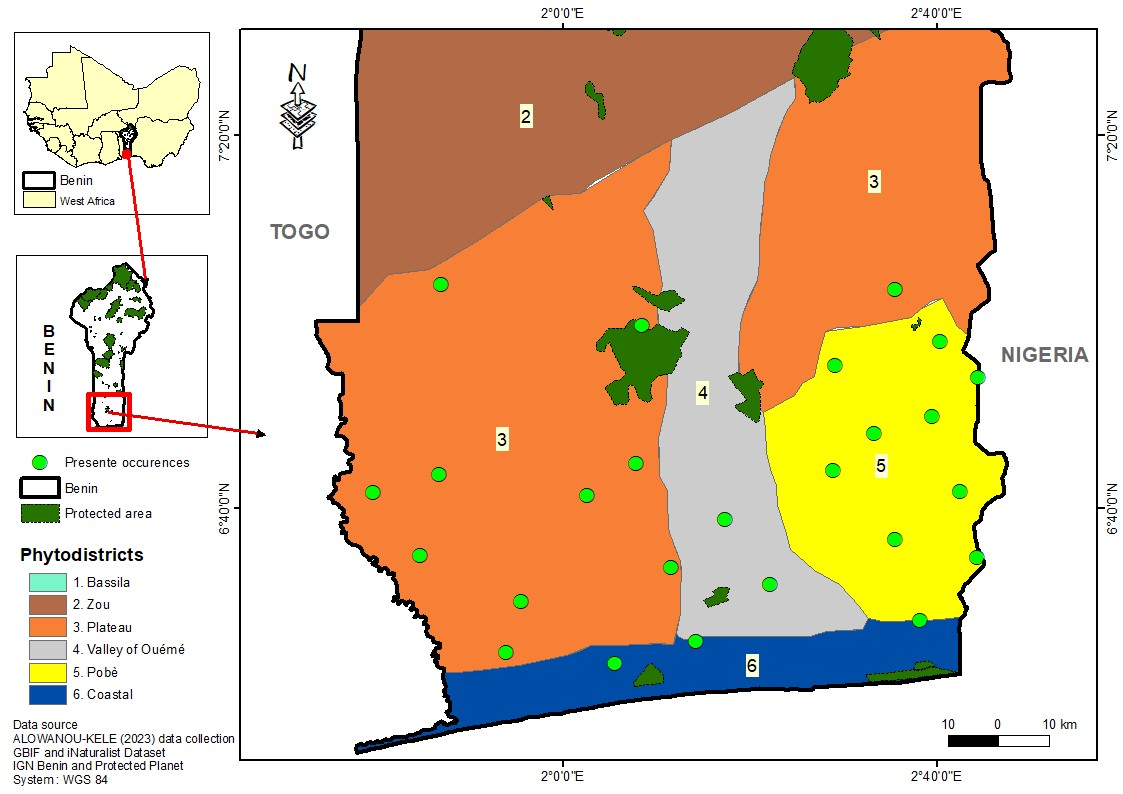 2°0'0"E
2°40'0"E
N
Benin
West Africa
7°20'0"N
7°20'0"N
2
3
TOGO
NIGERIA
B
E
N
I
N
4
3
5
Presente occurences
Benin
Protected area
6°40'0"N
6°40'0"N
Phytodistricts
1. Bassila
2. Zou
3. Plateau
4. Valley of Ouémé
5. Pobè
6. Coastal
6
Data source
ALOWANOU-KELE (2023) data collection
GBIF and iNaturalist Dataset
IGN Benin and Protected Planet
System : WGS 84
10 0 10 km
2°0'0"E
2°40'0"E